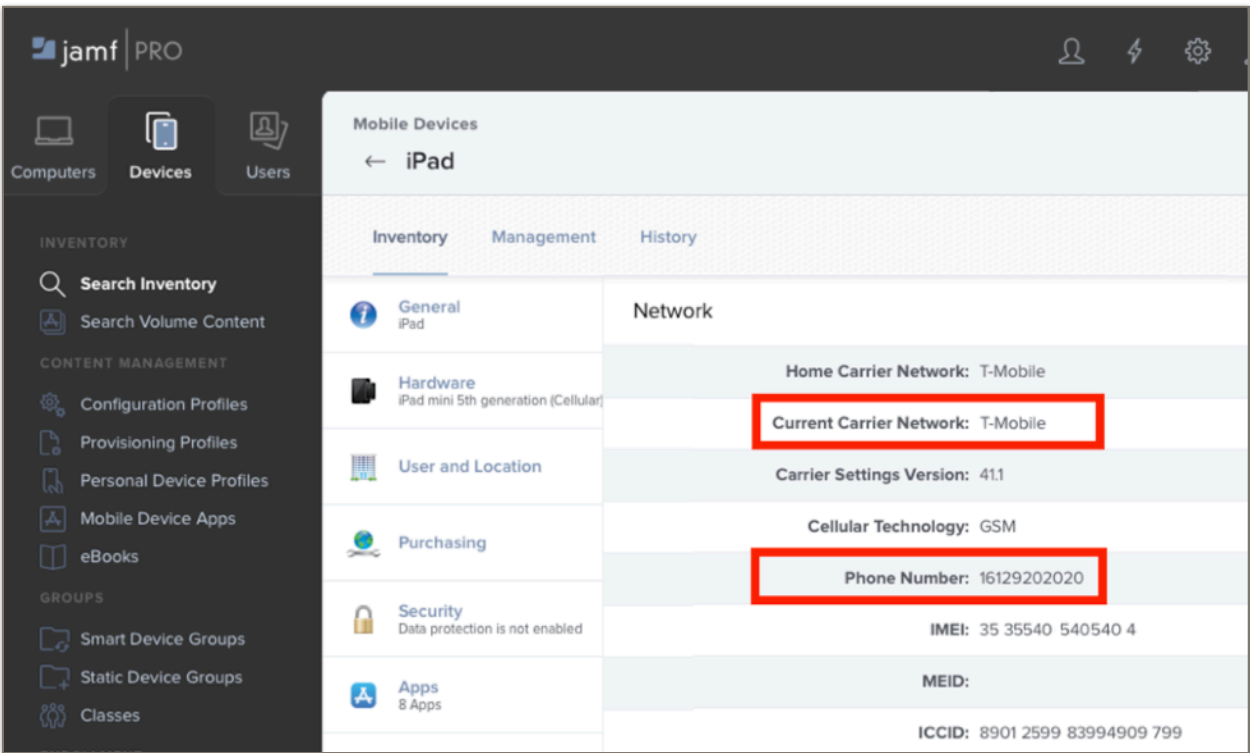 jamf PRO
Computers
Devices
Users
INVENTORY
Search Inventory
Search Volume Content
CONTENT MANAGEMENT
Configuration Profiles
Provisioning Profiles
Personal Device Profiles
Mobile Device Apps
eBooks
GROUPS
Smart Device Groups
Static Device Groups
Classes
Mobile Devices
← iPad
Inventory
Management
History
General
iPad
Hardware
iPad mini 5th generation (Cellular)
User and Location
Purchasing
Security
Data protection is not enabled
Apps
8 Apps
Network
Home Carrier Network: T-Mobile
Current Carrier Network: T-Mobile
Carrier Settings Version: 41.1
Cellular Technology: GSM
Phone Number: 16129202020
IMEI: 35 35540 540540 4
MEID:
ICCID: 8901 2599 83994909 799